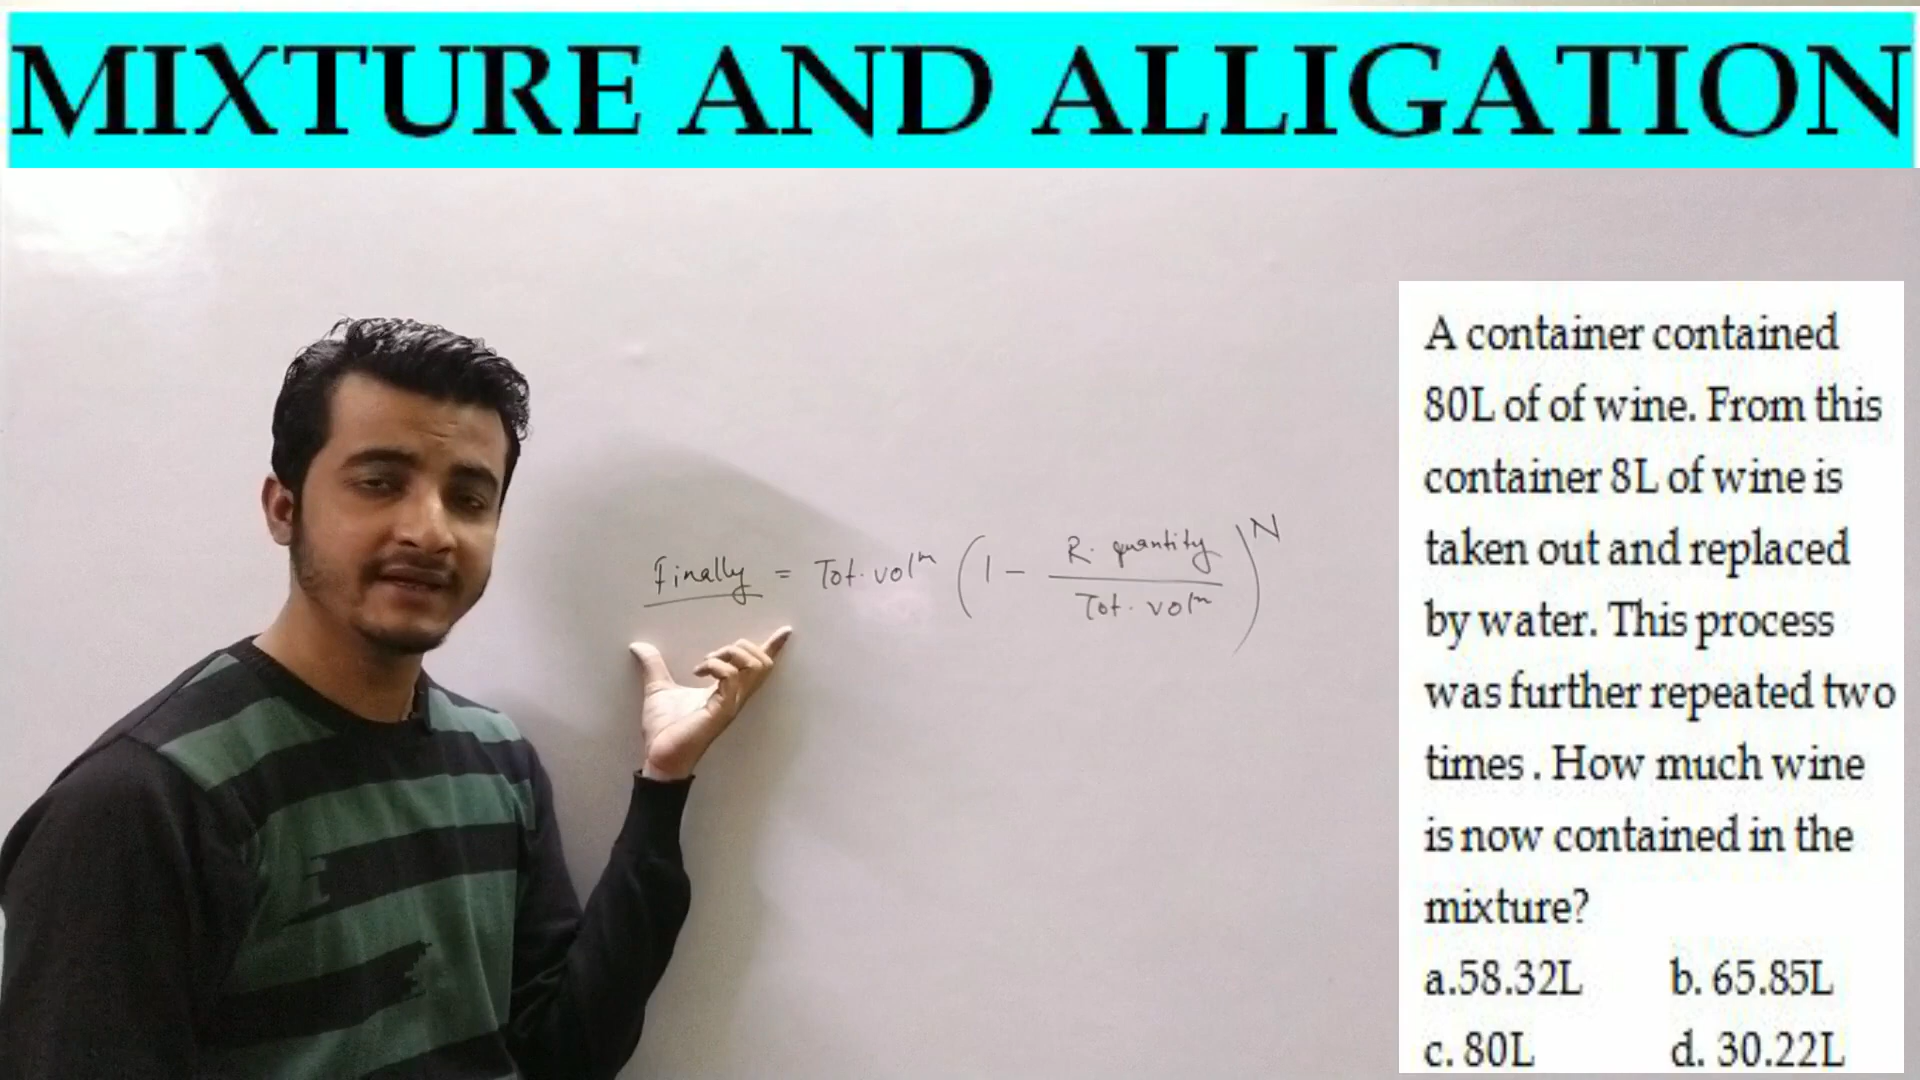 MIXTURE AND ALLIGATION
Finally = Tot. volm (1 - R. quantity / Tot. volm)N
A container contained
80L of of wine. From this
container 8L of wine is
taken out and replaced
by water. This process
was further repeated two
times . How much wine
is now contained in the
mixture?
a.58.32L b. 65.85L
c. 80L d. 30.22L